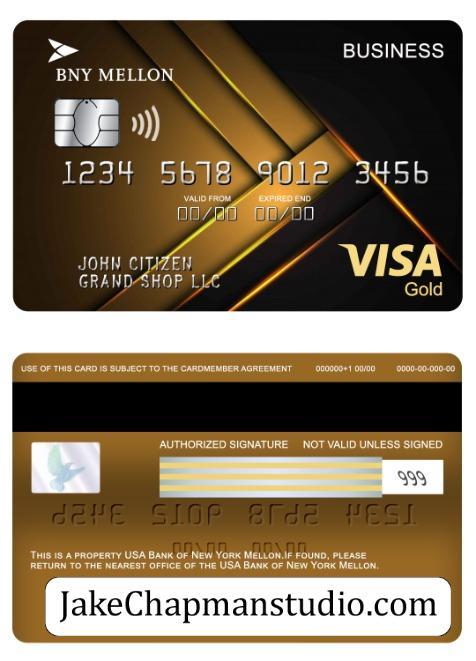 BUSINESS
BNY MELLON
1234 5678 9012 3456
VALID FROM EXPIRED END
00/00 00/00
JOHN CITIZEN
GRAND SHOP LLC
VISA
Gold
USE OF THIS CARD IS SUBJECT TO THE CARDMEMBER AGREEMENT 000000+1 00/00 0000-00-000-00
AUTHORIZED SIGNATURE NOT VALID UNLESS SIGNED
999
THIS IS A PROPERTY USA BANK OF NEW YORK MELLON.IF FOUND, PLEASE
RETURN TO THE NEAREST OFFICE OF THE USA BANK OF NEW YORK MELLON.
JakeChapmanstudio.com